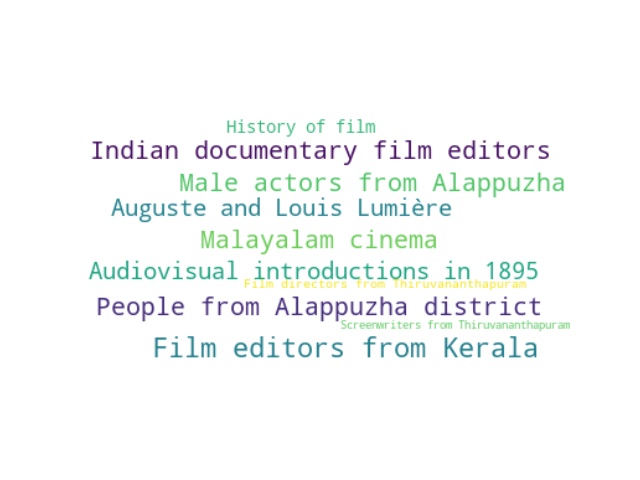 History of film
Indian documentary film editors
Male actors from Alappuzha
Auguste and Louis Lumière
Malayalam cinema
Audiovisual introductions in 1895
Film directors from Thiruvananthapuram
People from Alappuzha district
Screenwriters from Thiruvananthapuram
Film editors from Kerala